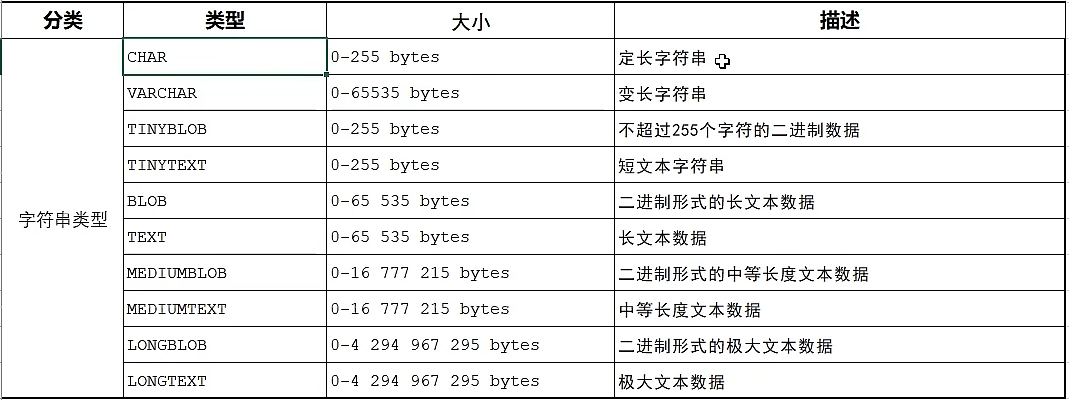 分类 类型 大小 描述
CHAR 0-255 bytes 定长字符串
VARCHAR 0-65535 bytes 变长字符串
TINYBLOB 0-255 bytes 不超过255个字符的二进制数据
TINYTEXT 0-255 bytes 短文本字符串
BLOB 0-65 535 bytes 二进制形式的长文本数据
字符串类型
TEXT 0-65 535 bytes 长文本数据
MEDIUMBLOB 0-16 777 215 bytes 二进制形式的中等长度文本数据
MEDIUMTEXT 0-16 777 215 bytes 中等长度文本数据
LONGBLOB 0-4 294 967 295 bytes 二进制形式的极大文本数据
LONGTEXT 0-4 294 967 295 bytes 极大文本数据